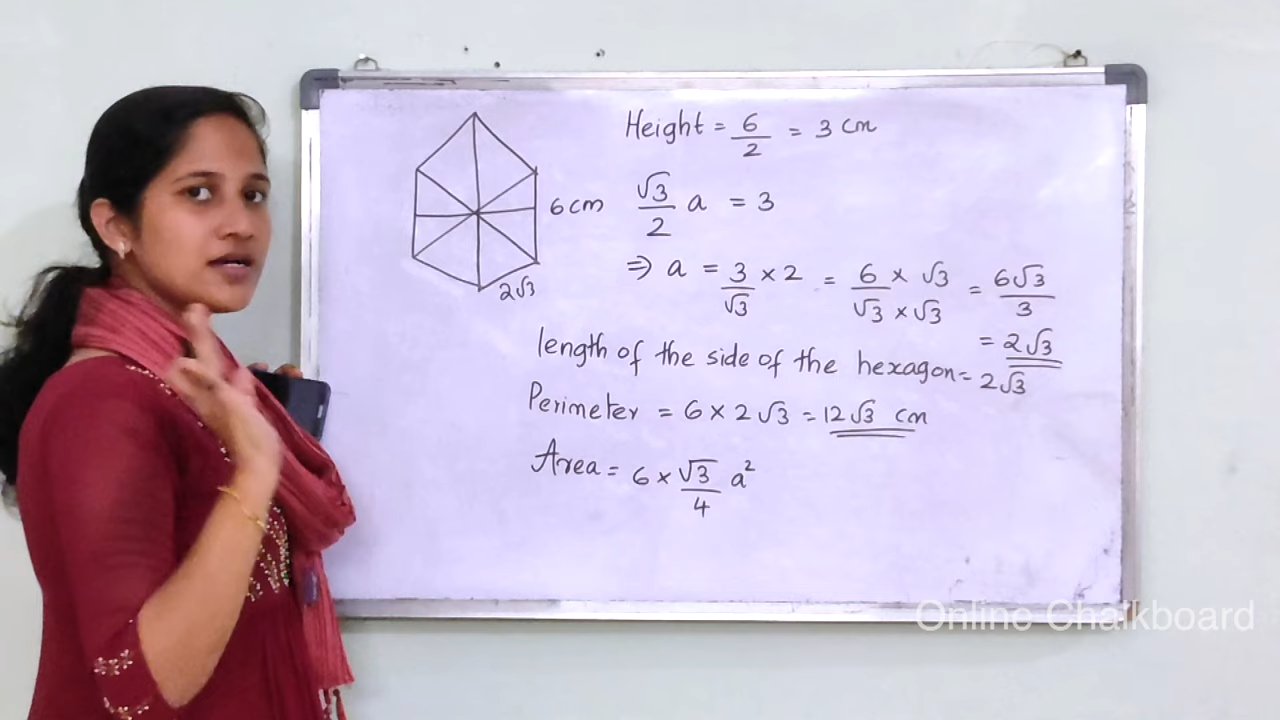 Height = 6/2 = 3 cm
6 cm
√3/2 a = 3
⇒ a = 3/√3 × 2 = 6 × √3/√3 × √3 = 6√3/3
2√3
= 2√3
length of the side of the hexagon = 2√3
Perimeter = 6 × 2√3 = 12√3 cm
Area = 6 × √3/4 a²
Online Chalkboard